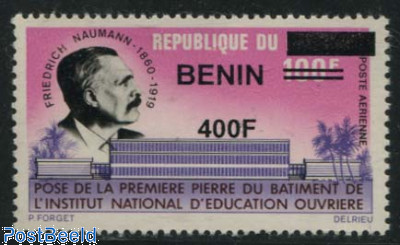 FRIEDRICH NAUMANN-1860-1919
REPUBLIQUE DU
100F
BENIN
400F
POSTE AERIENNE
POSE DE LA PREMIERE PIERRE DU BATIMENT DE
L'INSTITUT NATIONAL D'EDUCATION OUVRIERE
P. FORGET
DELRIEU
PostBeeld